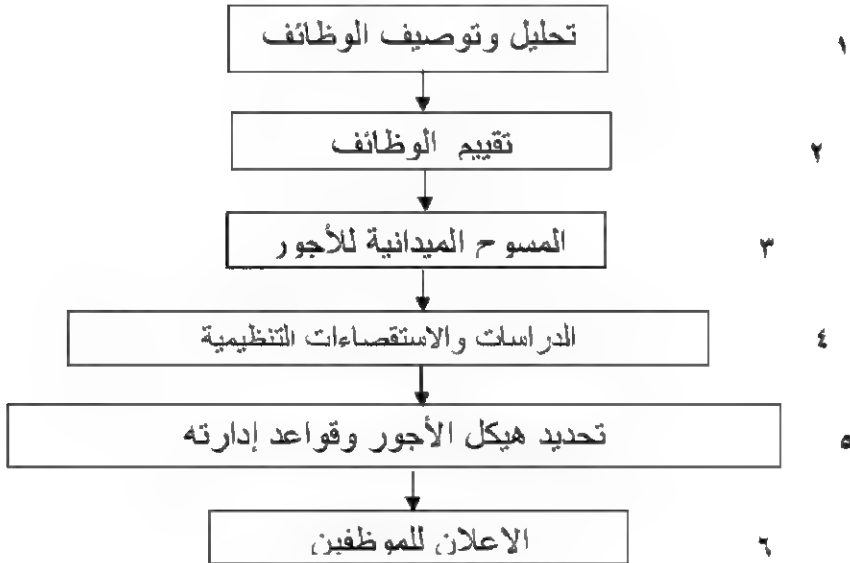 تحليل وتوصيف الوظائف ١
تقييم الوظائف ٢
المسوح الميدانية للأجور ٣
الدراسات والاستقصاءات التنظيمية ٤
تحديد هيكل الأجور وقواعد إدارته ٥
الاعلان للموظفين ٦